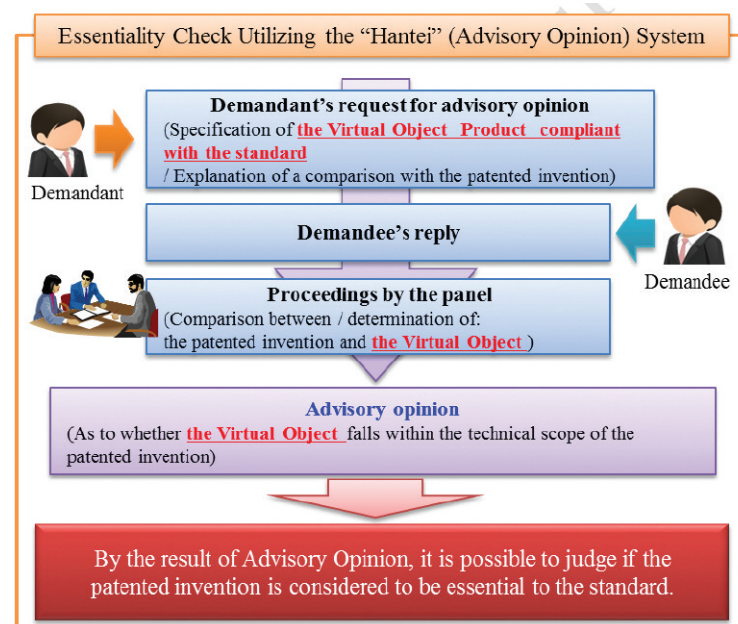 Essentiality Check Utilizing the “Hantei” (Advisory Opinion) System
Demandant’s request for advisory opinion
(Specification of the Virtual Object Product compliant
with the standard
/ Explanation of a comparison with the patented invention)
Demandant
Demandee’s reply
Demandee
Proceedings by the panel
(Comparison between / determination of:
the patented invention and the Virtual Object )
Advisory opinion
(As to whether the Virtual Object falls within the technical scope of the
patented invention)
By the result of Advisory Opinion, it is possible to judge if the
patented invention is considered to be essential to the standard.